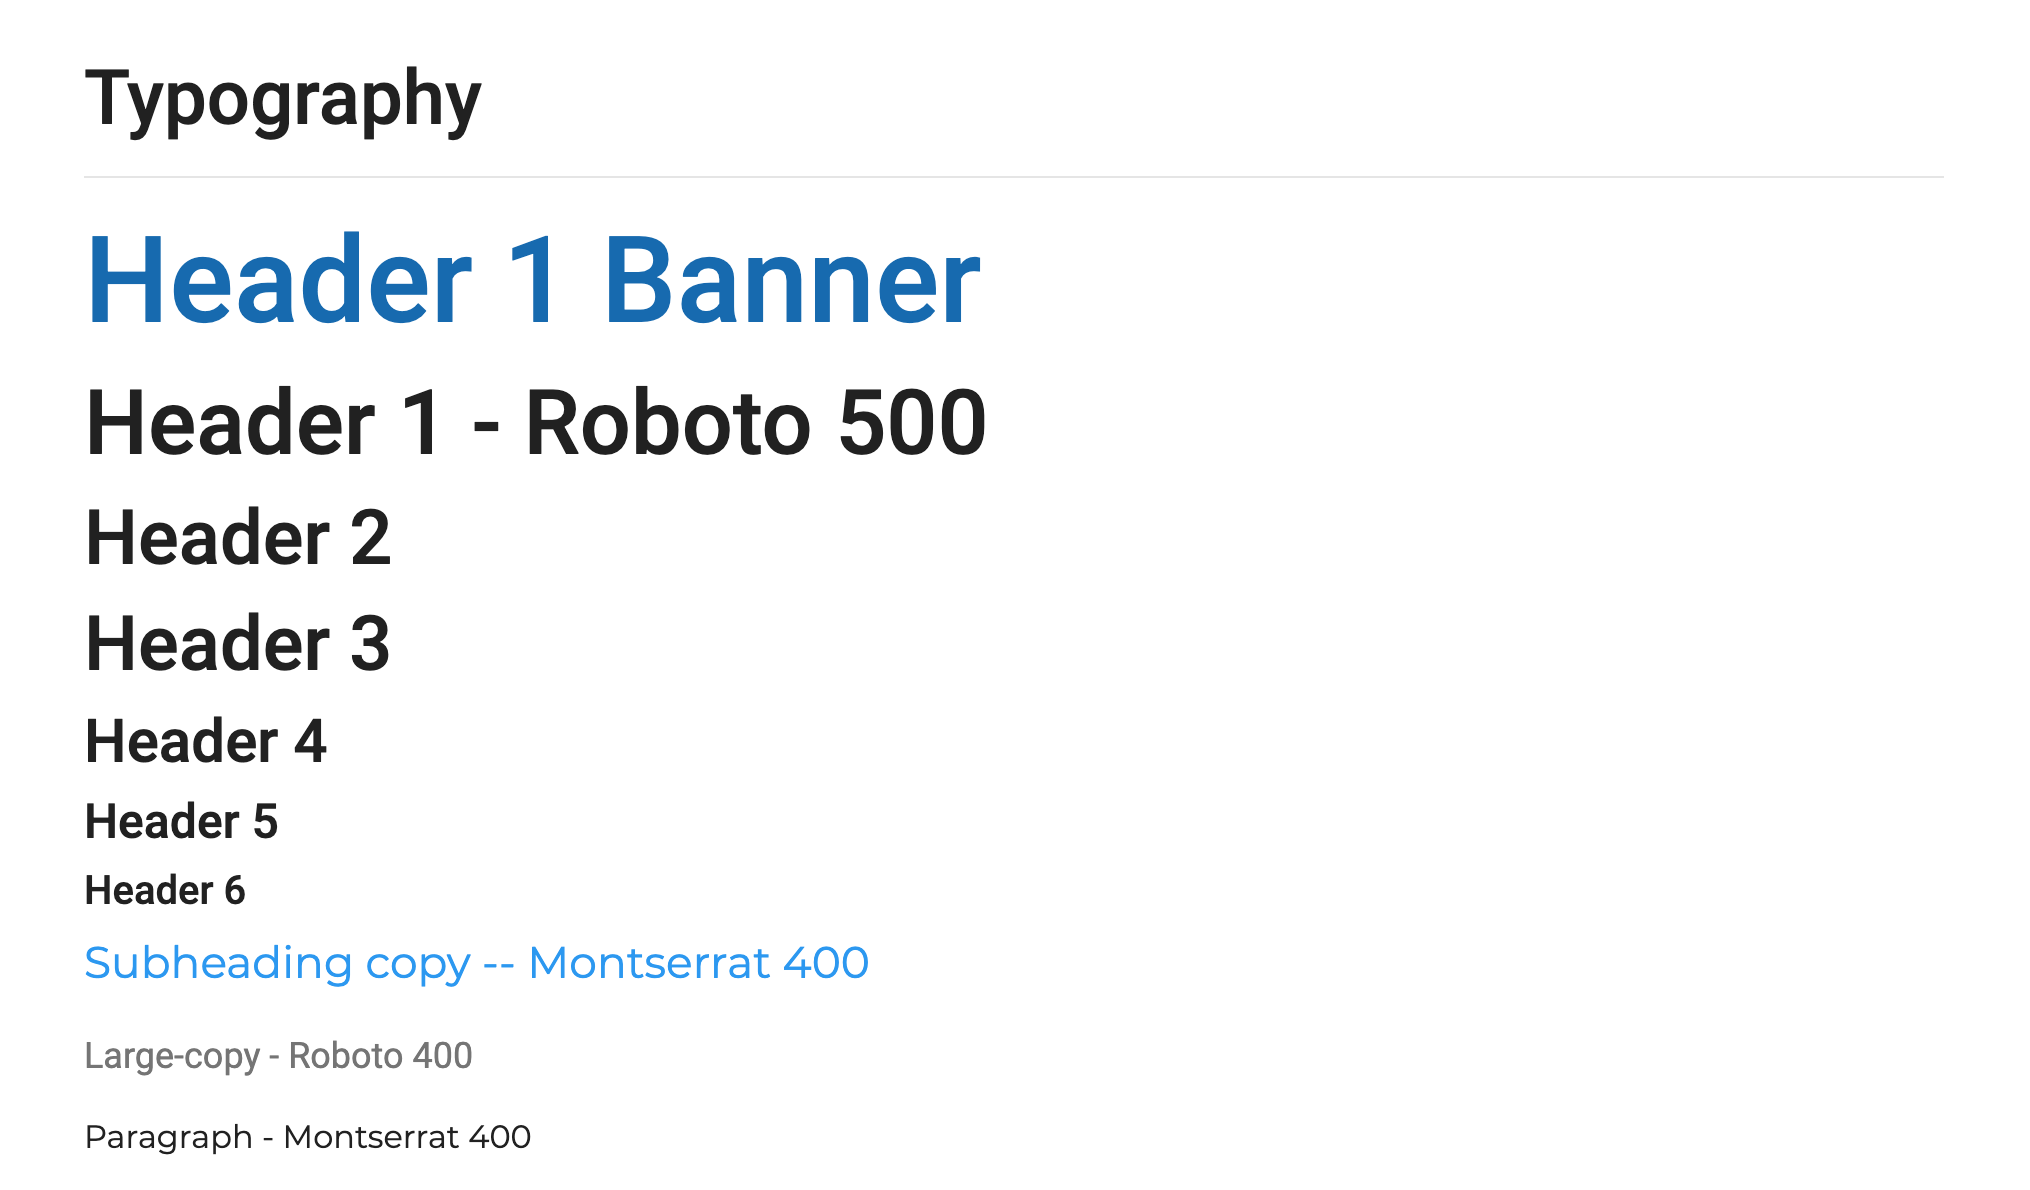 Typography
Header 1 Banner
Header 1 - Roboto 500
Header 2
Header 3
Header 4
Header 5
Header 6
Subheading copy -- Montserrat 400
Large-copy - Roboto 400
Paragraph - Montserrat 400